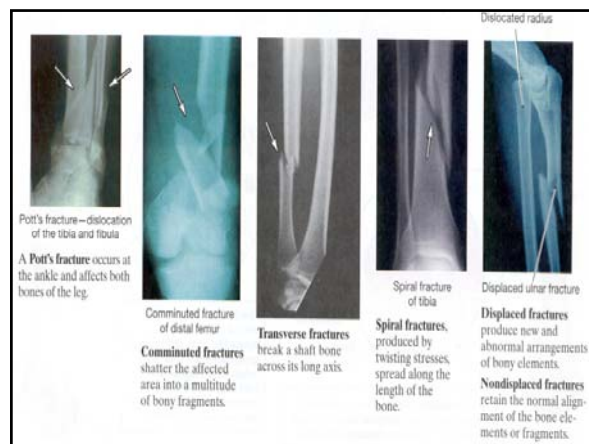 Pott's fracture—dislocation
of the tibia and fibula
A Pott's fracture occurs at
the ankle and affects both
bones of the leg.
Comminuted fracture
of distal femur
Comminuted fractures
shatter the affected
area into a multitude
of bony fragments.
Transverse fractures
break a shaft bone
across its long axis.
Spiral fracture
of tibia
Spiral fractures,
produced by
twisting stresses,
spread along the
length of the
bone.
Dislocated radius
Displaced ulnar fracture
Displaced fractures
produce new and
abnormal arrangements
of bony elements.
Nondisplaced fractures
retain the normal align-
ment of the bone ele-
ments or fragments.